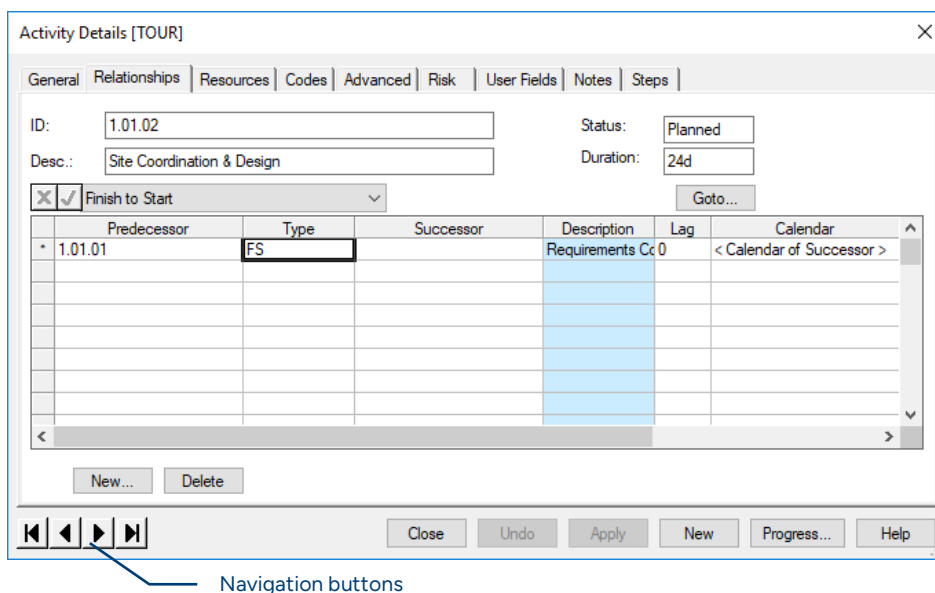 Activity Details [TOUR]
General Relationships Resources Codes Advanced Risk User Fields Notes Steps
ID: 1.01.02 Status: Planned
Desc.: Site Coordination & Design Duration: 24d
Finish to Start Goto...
Predecessor Type Successor Description Lag Calendar
* 1.01.01 FS Requirements Co 0 < Calendar of Successor >
New... Delete
Close Undo Apply New Progress... Help
Navigation buttons